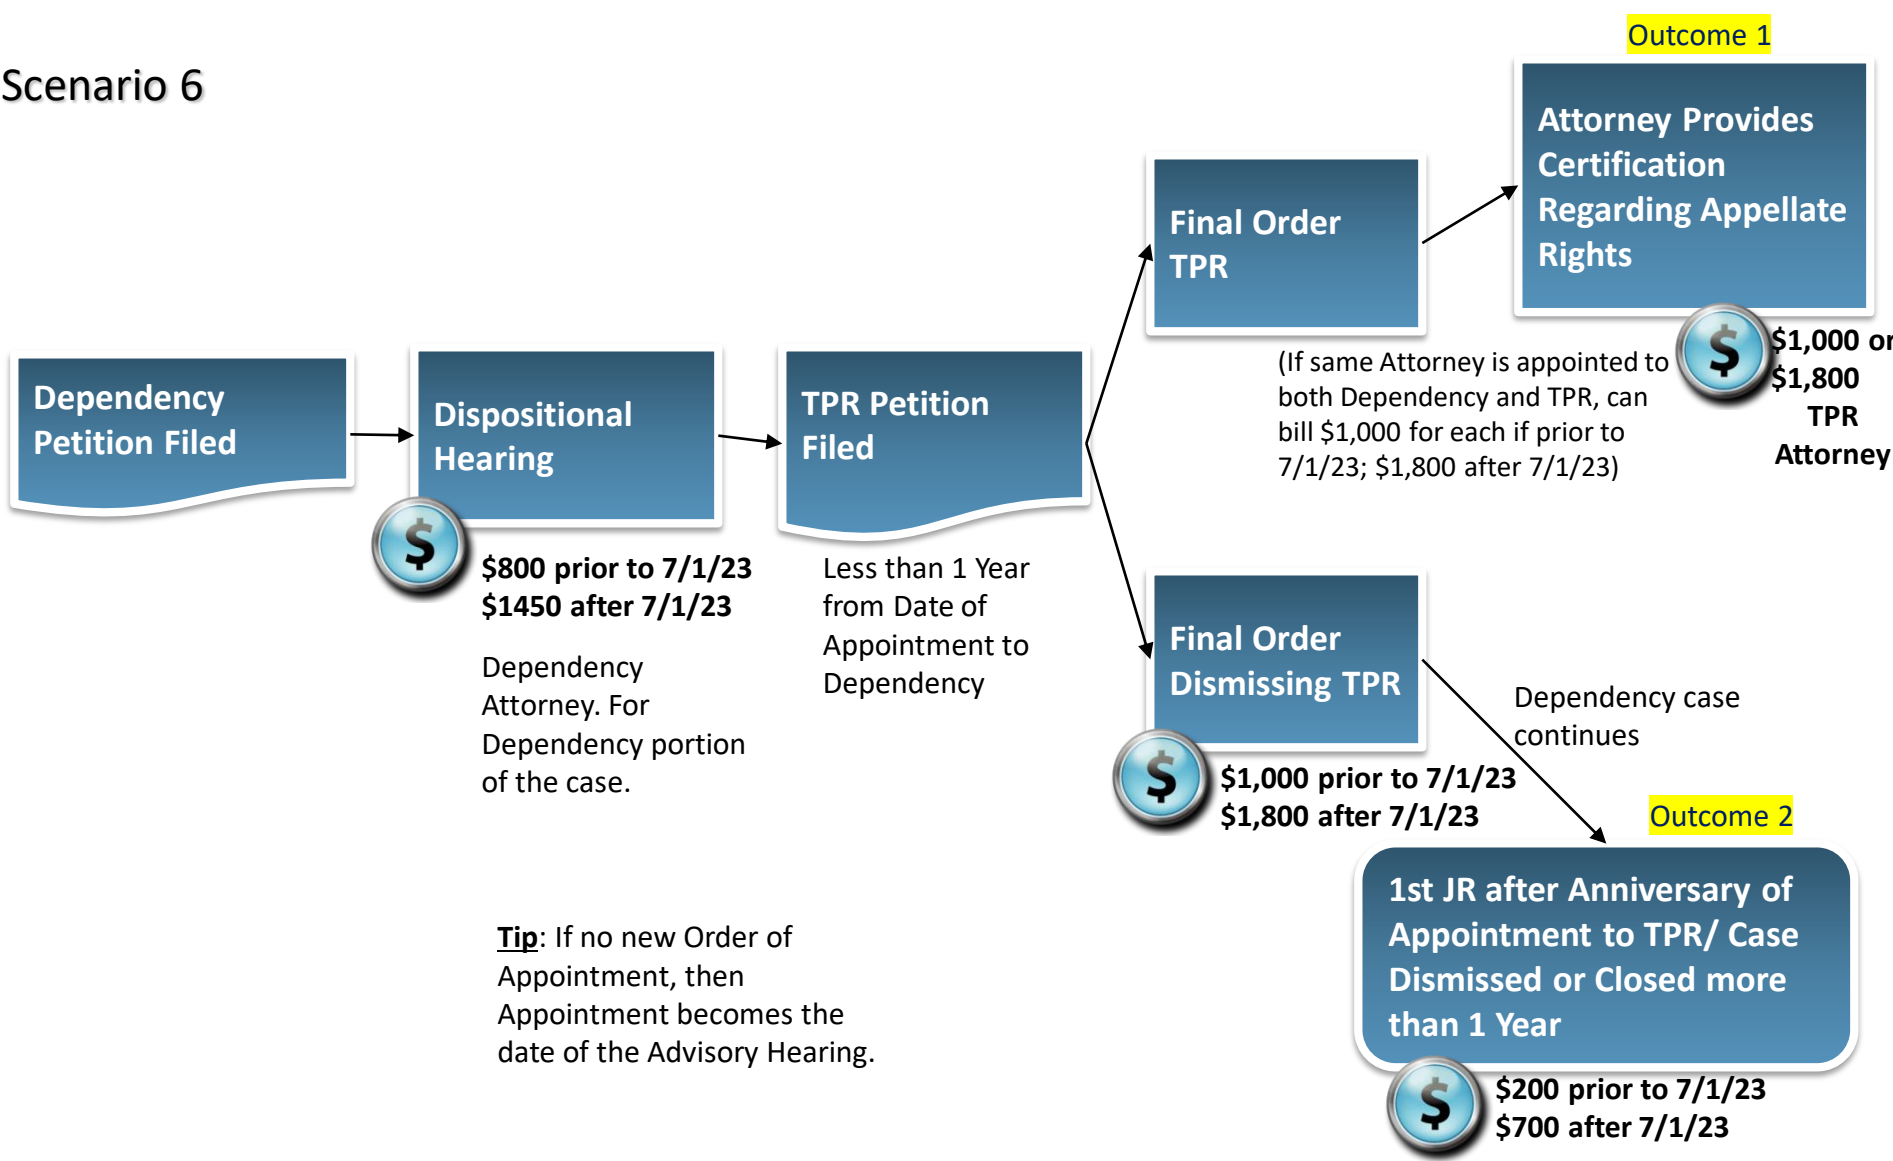 Scenario 6
Dependency
Petition Filed
Dispositional
Hearing
$
$800 prior to 7/1/23
$1450 after 7/1/23
Dependency
Attorney. For
Dependency portion
of the case.
TPR Petition
Filed
Less than 1 Year
from Date of
Appointment to
Dependency
Final Order
TPR
(If same Attorney is appointed to
both Dependency and TPR, can
bill $1,000 for each if prior to
7/1/23; $1,800 after 7/1/23)
Outcome 1
Attorney Provides
Certification
Regarding Appellate
Rights
$
$1,000 or
$1,800
TPR
Attorney
Final Order
Dismissing TPR
$
$1,000 prior to 7/1/23
$1,800 after 7/1/23
Dependency case
continues
Outcome 2
1st JR after Anniversary of
Appointment to TPR/ Case
Dismissed or Closed more
than 1 Year
$
$200 prior to 7/1/23
$700 after 7/1/23
Tip: If no new Order of
Appointment, then
Appointment becomes the
date of the Advisory Hearing.